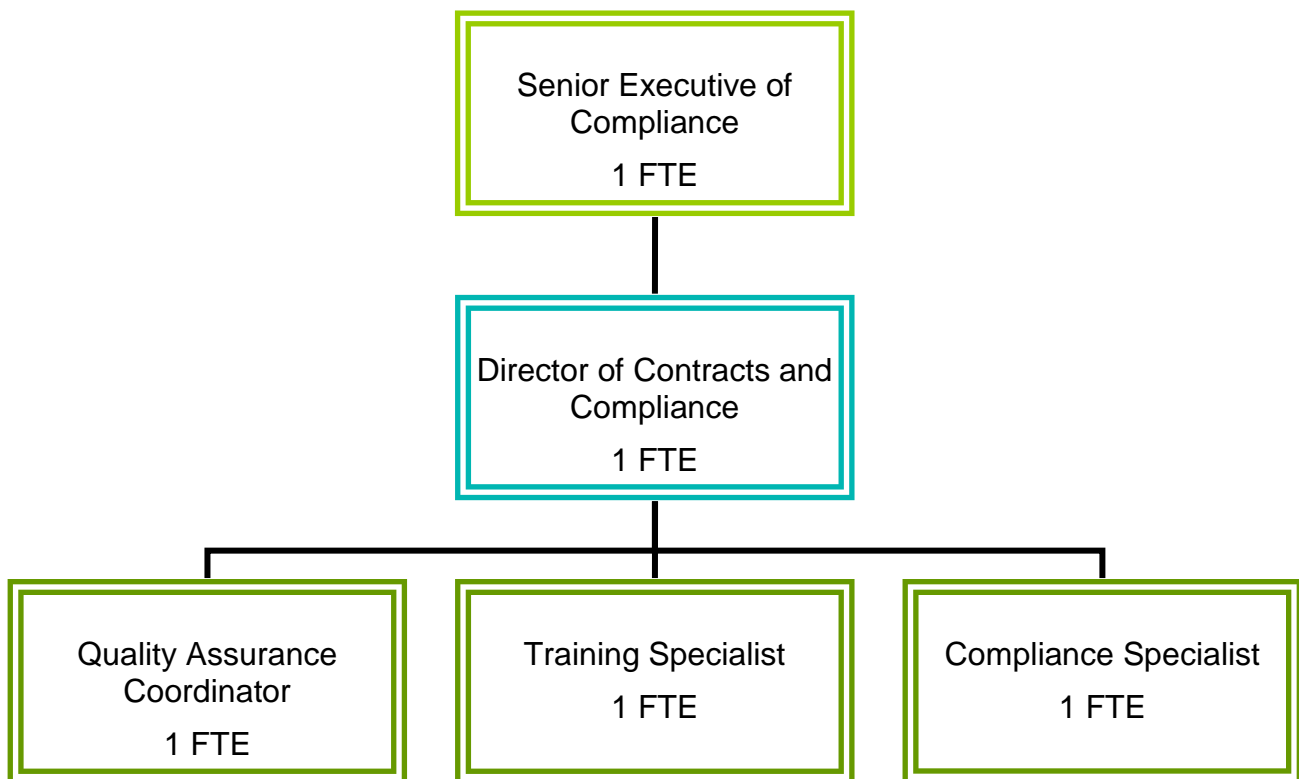 Senior Executive of
Compliance
1 FTE
Director of Contracts and
Compliance
1 FTE
Quality Assurance
Coordinator
1 FTE
Training Specialist
1 FTE
Compliance Specialist
1 FTE